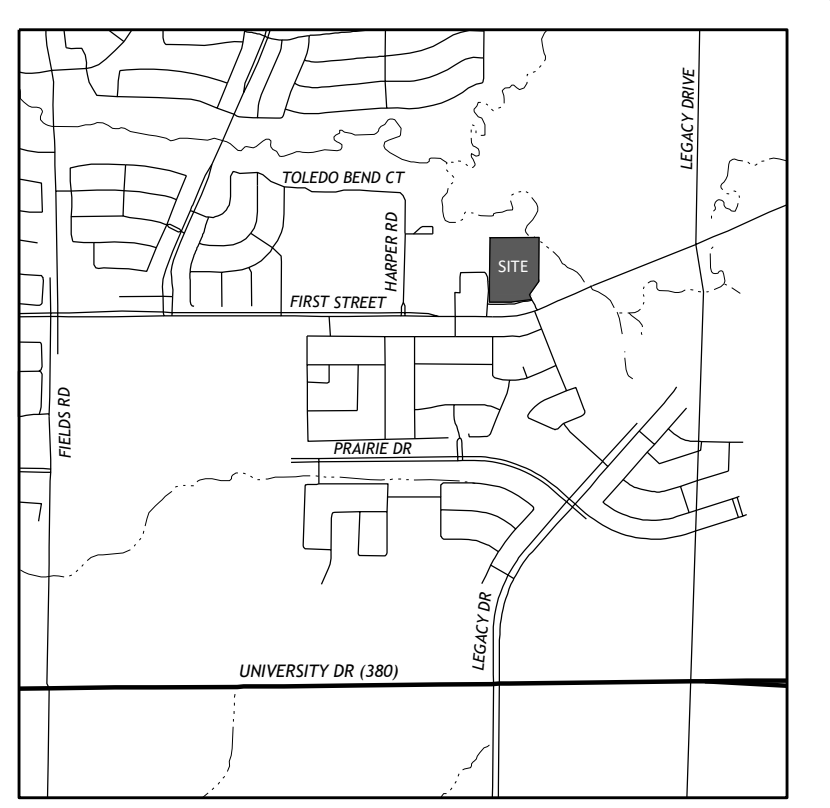 LEGACY DRIVE
TOLEDO BEND CT
HARPER RD
SITE
FIRST STREET
FIELDS RD
PRAIRIE DR
LEGACY DR
UNIVERSITY DR (380)